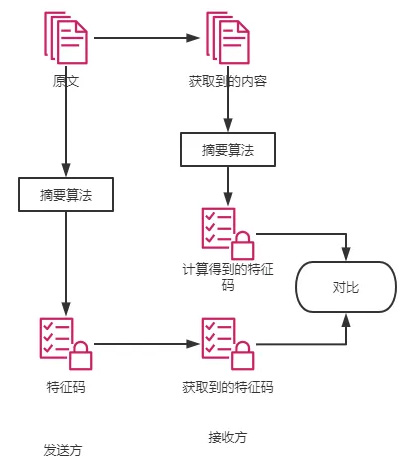 原文
获取到的内容
摘要算法
摘要算法
计算得到的特征
码
对比
特征码
获取到的特征码
接收方
发送方